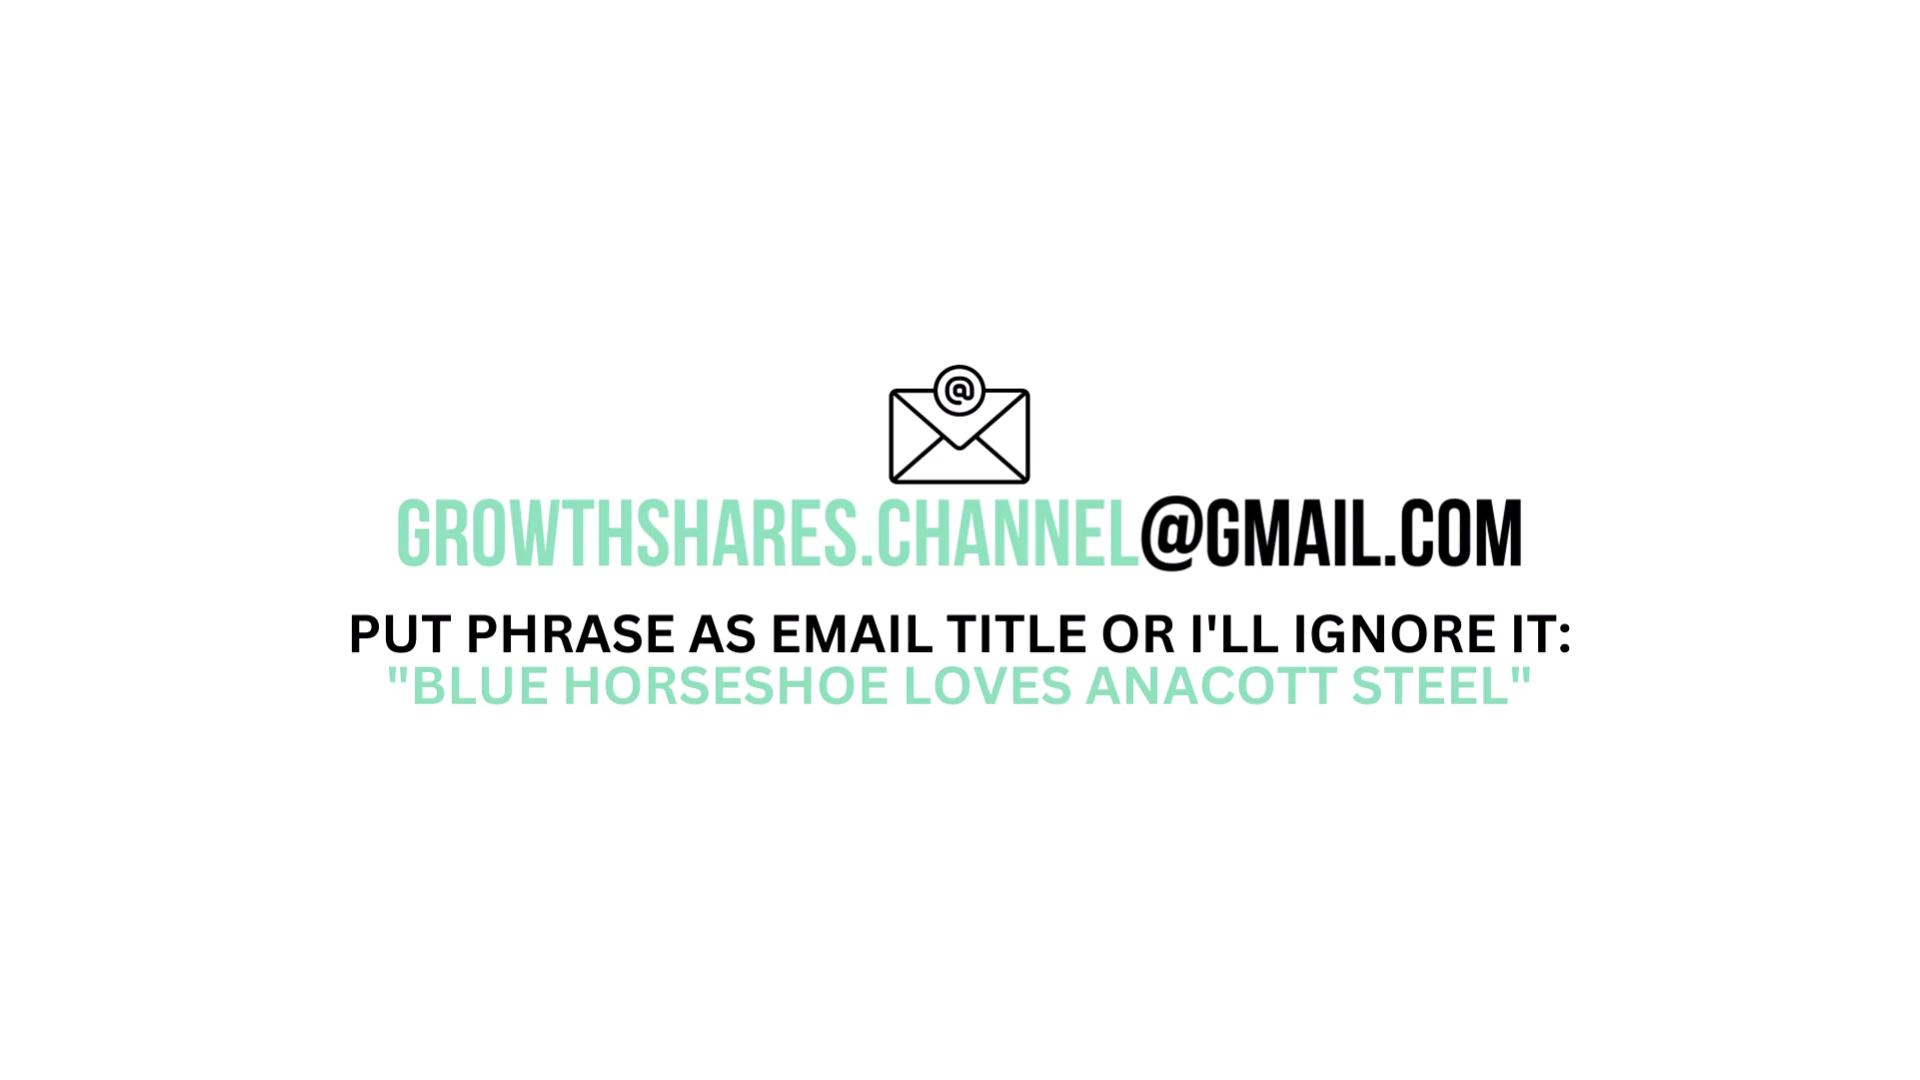 @
GROWTHSHARES.CHANNEL@GMAIL.COM
PUT PHRASE AS EMAIL TITLE OR I'LL IGNORE IT:
"BLUE HORSESHOE LOVES ANACOTT STEEL"